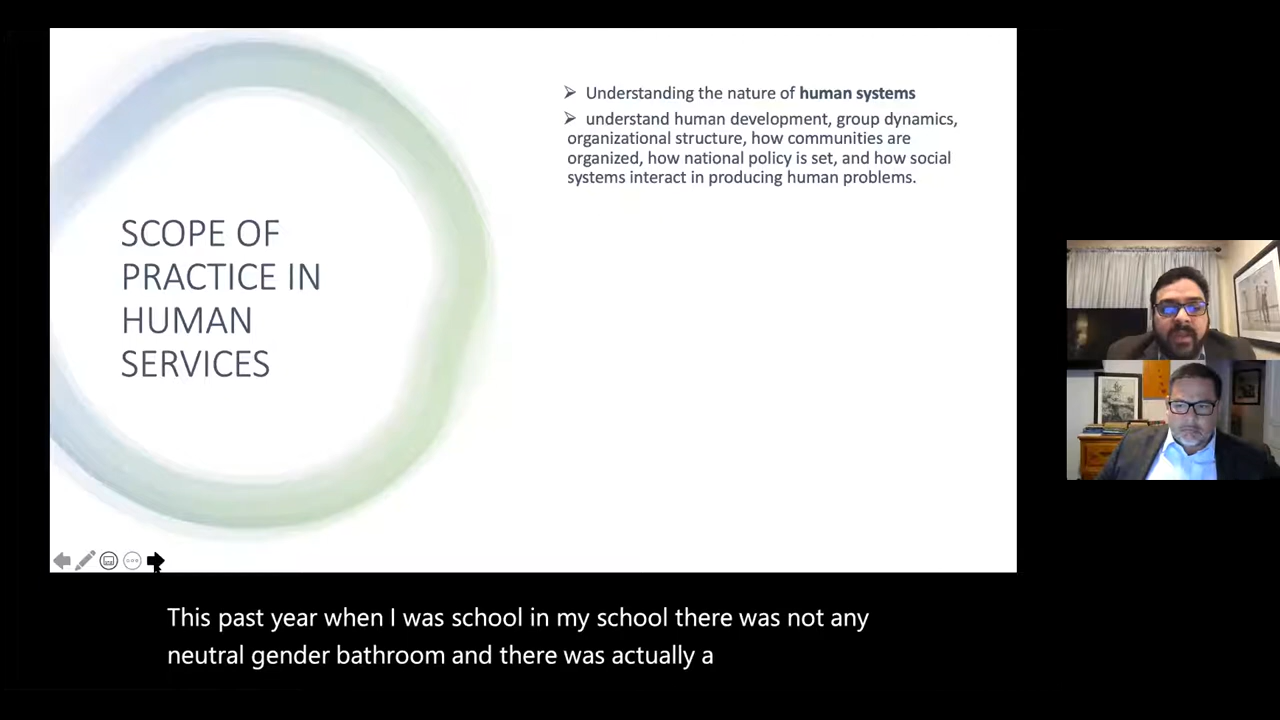 SCOPE OF
PRACTICE IN
HUMAN
SERVICES
Understanding the nature of human systems
understand human development, group dynamics,
organizational structure, how communities are
organized, how national policy is set, and how social
systems interact in producing human problems.
This past year when I was school in my school there was not any
neutral gender bathroom and there was actually a